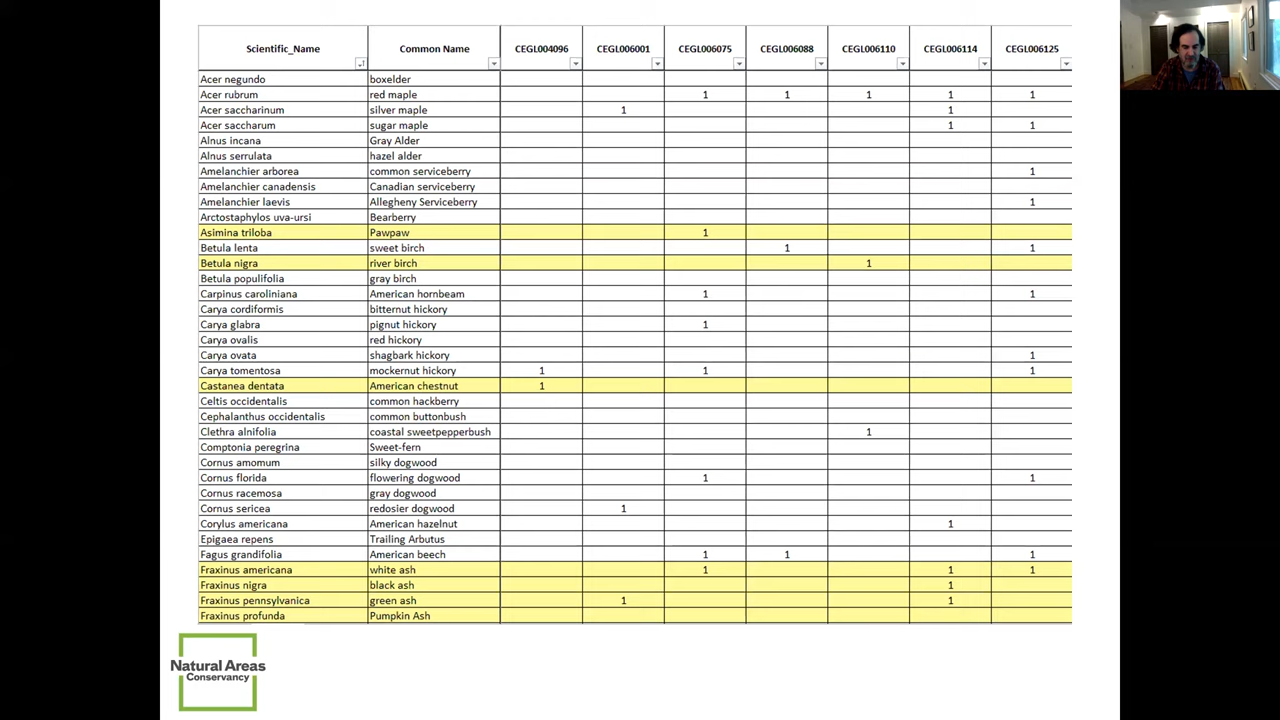 Scientific_Name Common Name CEGL004096 CEGL006001 CEGL006075 CEGL006088 CEGL006110 CEGL006114 CEGL006125
Acer negundo boxelder
Acer rubrum red maple 1 1 1 1 1
Acer saccharinum silver maple 1 1
Acer saccharum sugar maple 1 1
Alnus incana Gray Alder
Alnus serrulata hazel alder
Amelanchier arborea common serviceberry 1
Amelanchier canadensis Canadian serviceberry
Amelanchier laevis Allegheny Serviceberry 1
Arctostaphylos uva-ursi Bearberry
Asimina triloba Pawpaw 1
Betula lenta sweet birch 1 1
Betula nigra river birch 1
Betula populifolia gray birch
Carpinus caroliniana American hornbeam 1 1
Carya cordiformis bitternut hickory
Carya glabra pignut hickory 1
Carya ovalis red hickory
Carya ovata shagbark hickory 1
Carya tomentosa mockernut hickory 1 1 1
Castanea dentata American chestnut 1
Celtis occidentalis common hackberry
Cephalanthus occidentalis common buttonbush
Clethra alnifolia coastal sweetpepperbush 1
Comptonia peregrina Sweet-fern
Cornus amomum silky dogwood
Cornus florida flowering dogwood 1 1
Cornus racemosa gray dogwood
Cornus sericea redosier dogwood 1
Corylus americana American hazelnut 1
Epigaea repens Trailing Arbutus
Fagus grandifolia American beech 1 1 1
Fraxinus americana white ash 1 1 1
Fraxinus nigra black ash 1
Fraxinus pennsylvanica green ash 1 1
Fraxinus profunda Pumpkin Ash
Natural Areas
Conservancy